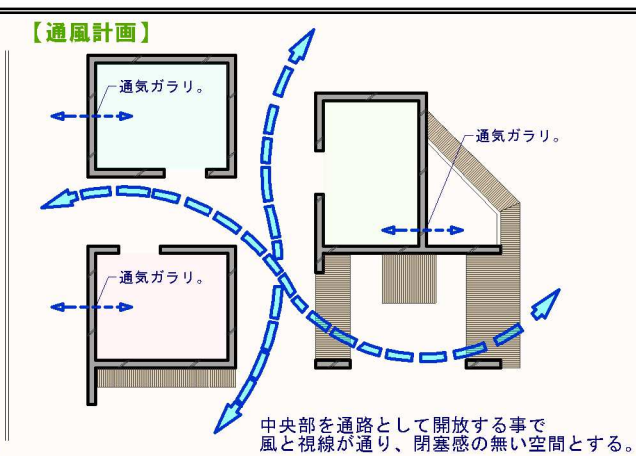 【通風計画】
通気ガラリ。
通気ガラリ。
通気ガラリ。
中央部を通路として開放する事で
風と視線が通り、閉塞感の無い空間とする。